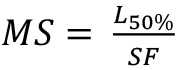 MS = L50% / SF